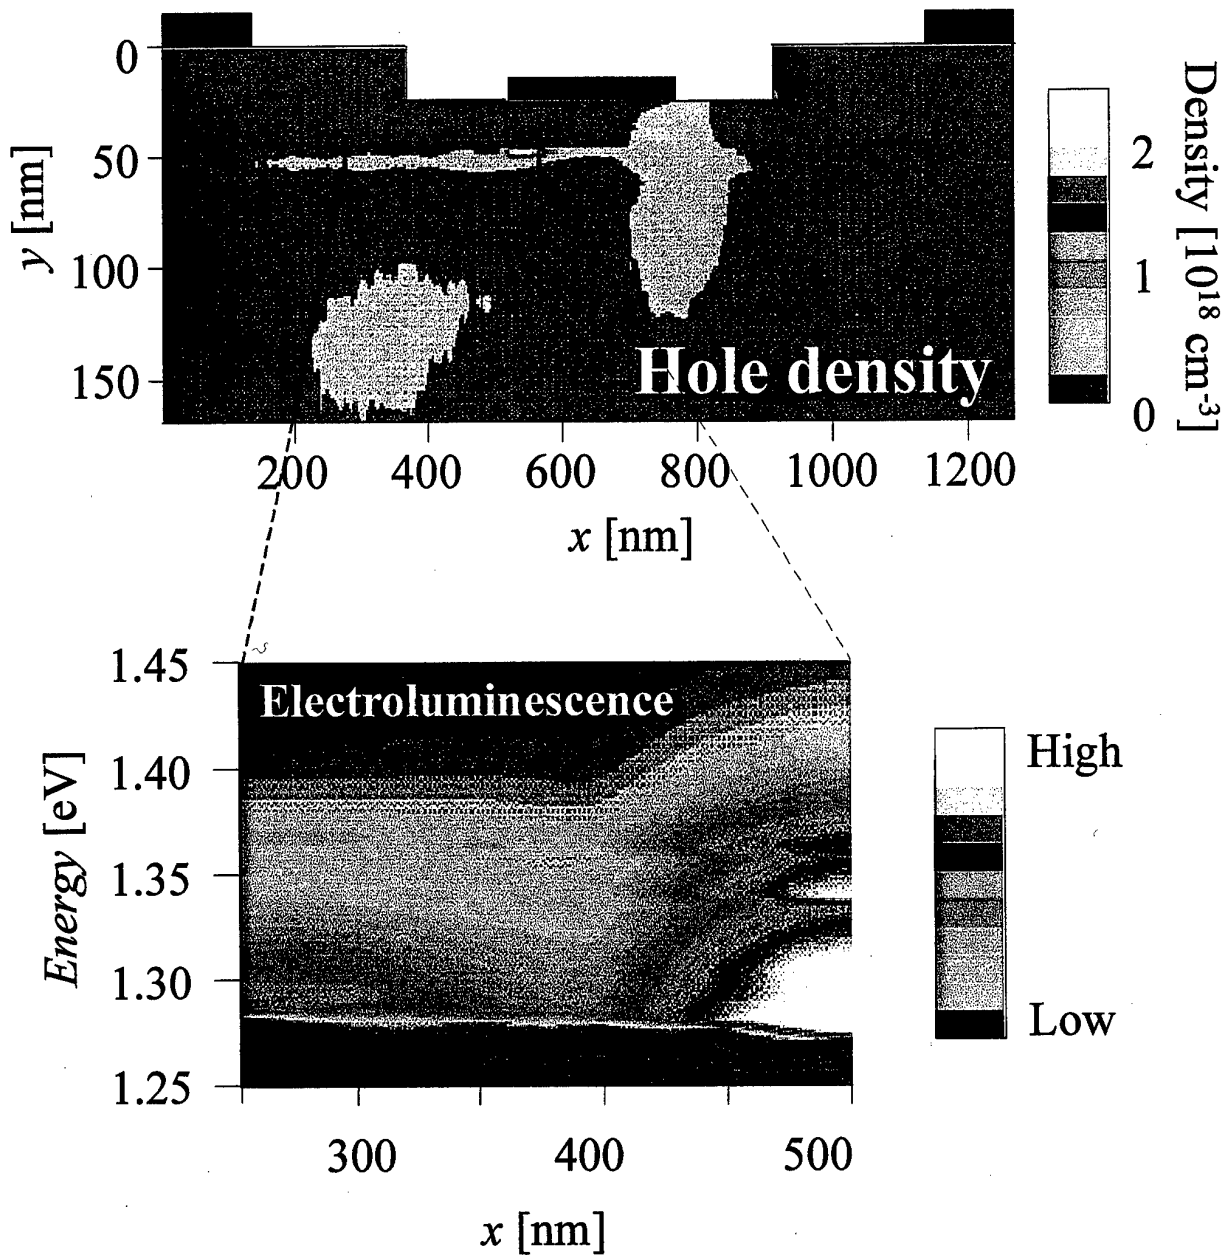 0
50
100
150
y [nm]
Hole density
200 400 600 800 1000 1200
x [nm]
2
1
0
Density [10¹⁸ cm⁻³]
Electroluminescence
1.45
1.40
1.35
1.30
1.25
Energy [eV]
300 400 500
x [nm]
High
Low